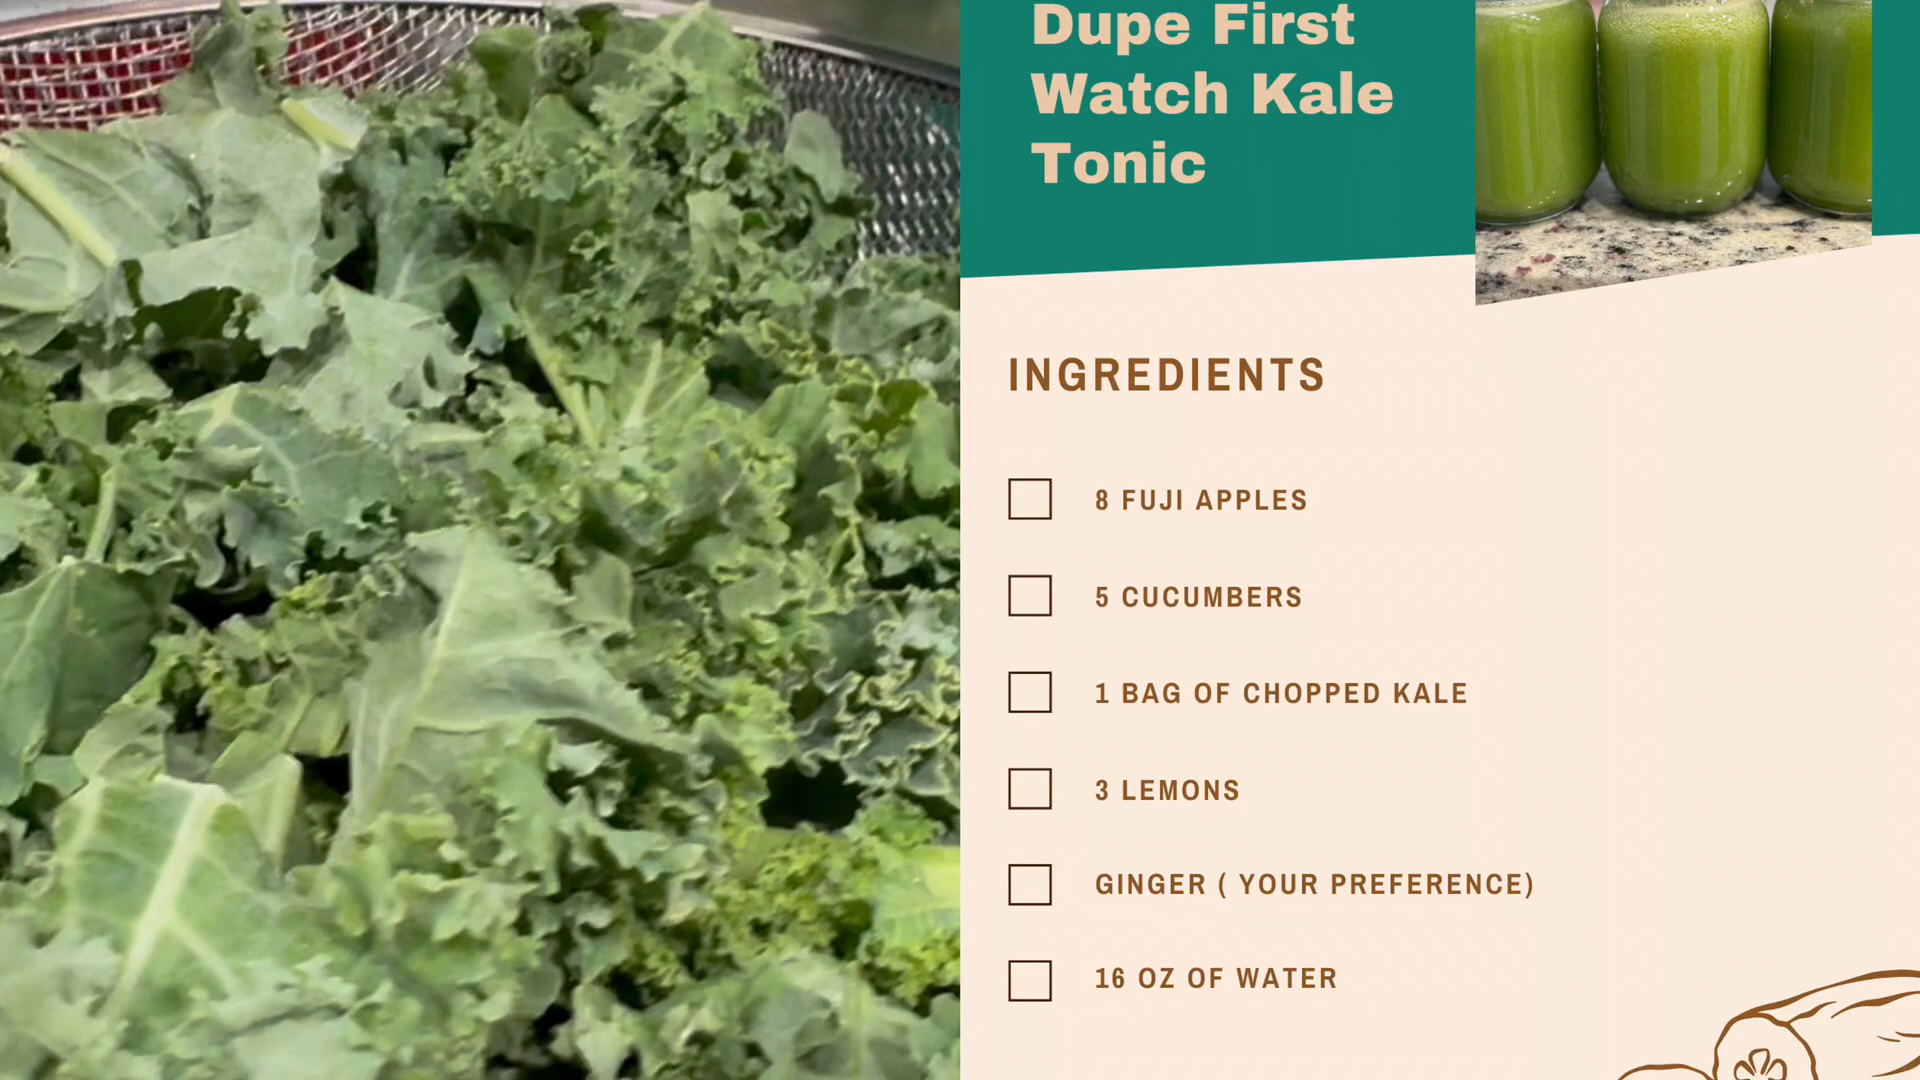 Dupe First
Watch Kale
Tonic
INGREDIENTS
8 FUJI APPLES
5 CUCUMBERS
1 BAG OF CHOPPED KALE
3 LEMONS
GINGER ( YOUR PREFERENCE)
16 OZ OF WATER